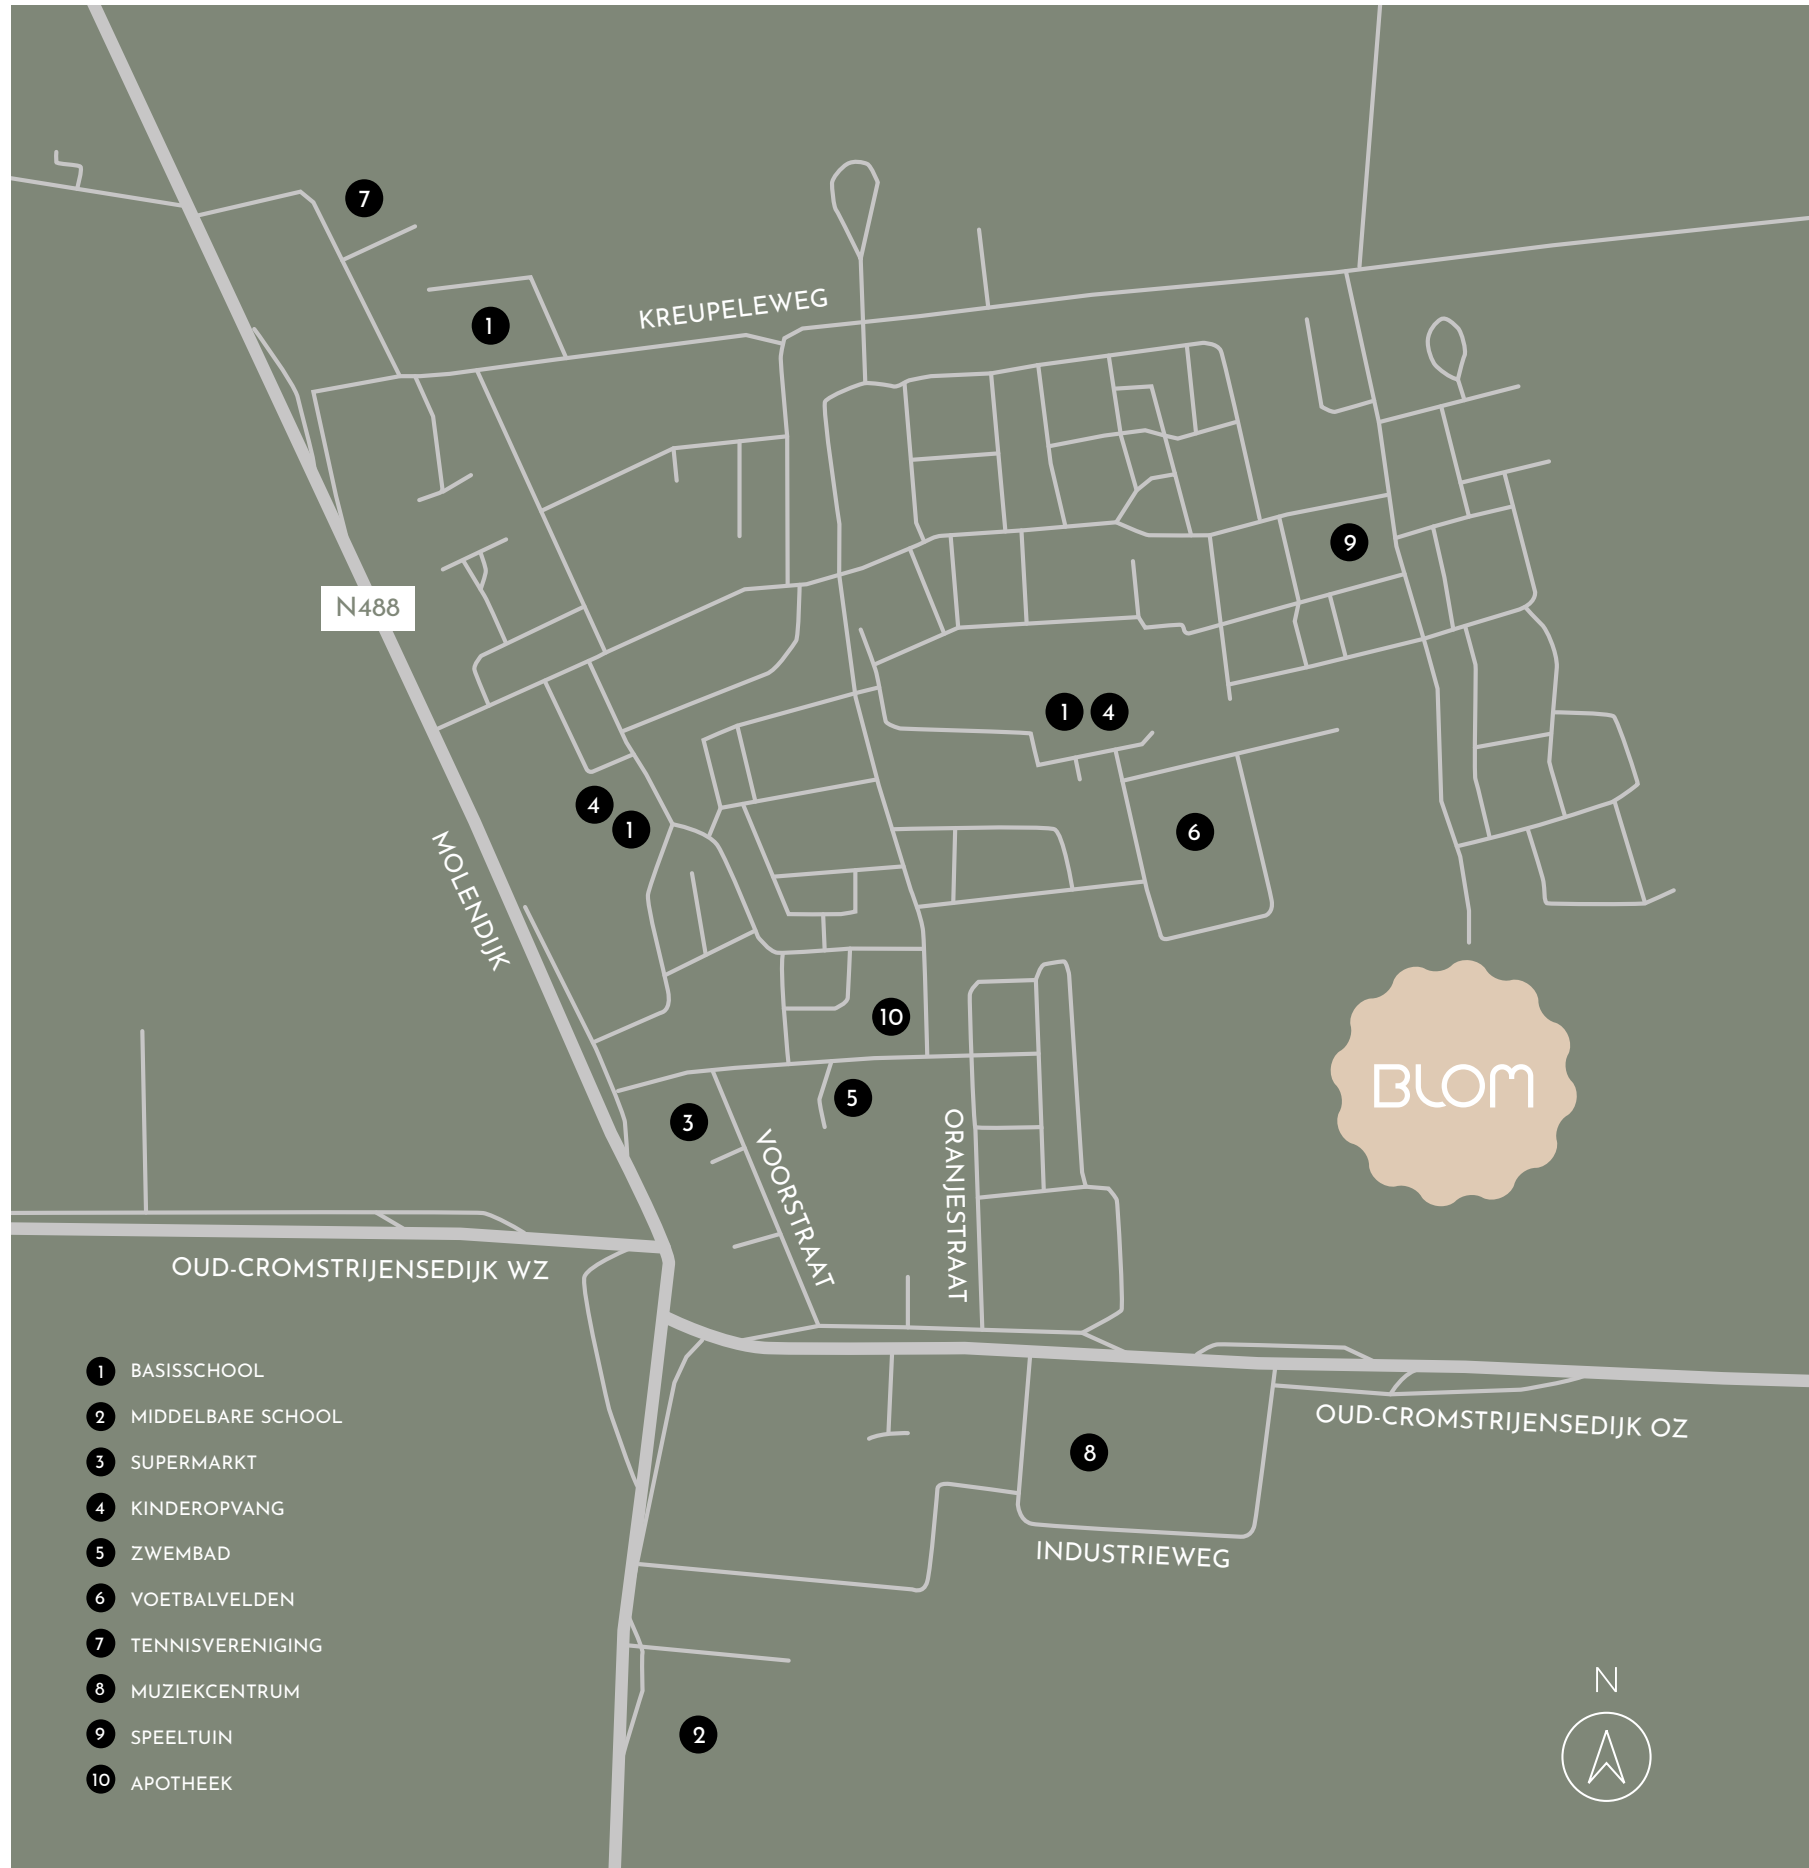 7
1
KREUPELEWEG
9
N488
1
4
4
1
6
MOLENDIJK
10
5
3
VOORSTRAAT
ORANJESTRAAT
BLOM
OUD-CROMSTRIJENSEDIJK WZ
OUD-CROMSTRIJENSEDIJK OZ
8
INDUSTRIEWEG
2
1 BASISSCHOOL
2 MIDDELBARE SCHOOL
3 SUPERMARKT
4 KINDEROPVANG
5 ZWEMBAD
6 VOETBALVELDEN
7 TENNISVERENIGING
8 MUZIEKCENTRUM
9 SPEELTUIN
10 APOTHEEK
N